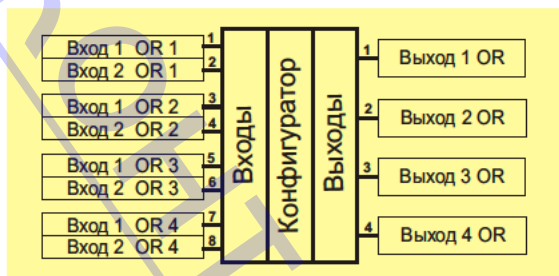 Вход 1 OR 1
Вход 2 OR 1
Вход 1 OR 2
Вход 2 OR 2
Вход 1 OR 3
Вход 2 OR 3
Вход 1 OR 4
Вход 2 OR 4
1
2
3
4
5
6
7
8
Входы
Конфигуратор
Выходы
1
2
3
4
Выход 1 OR
Выход 2 OR
Выход 3 OR
Выход 4 OR